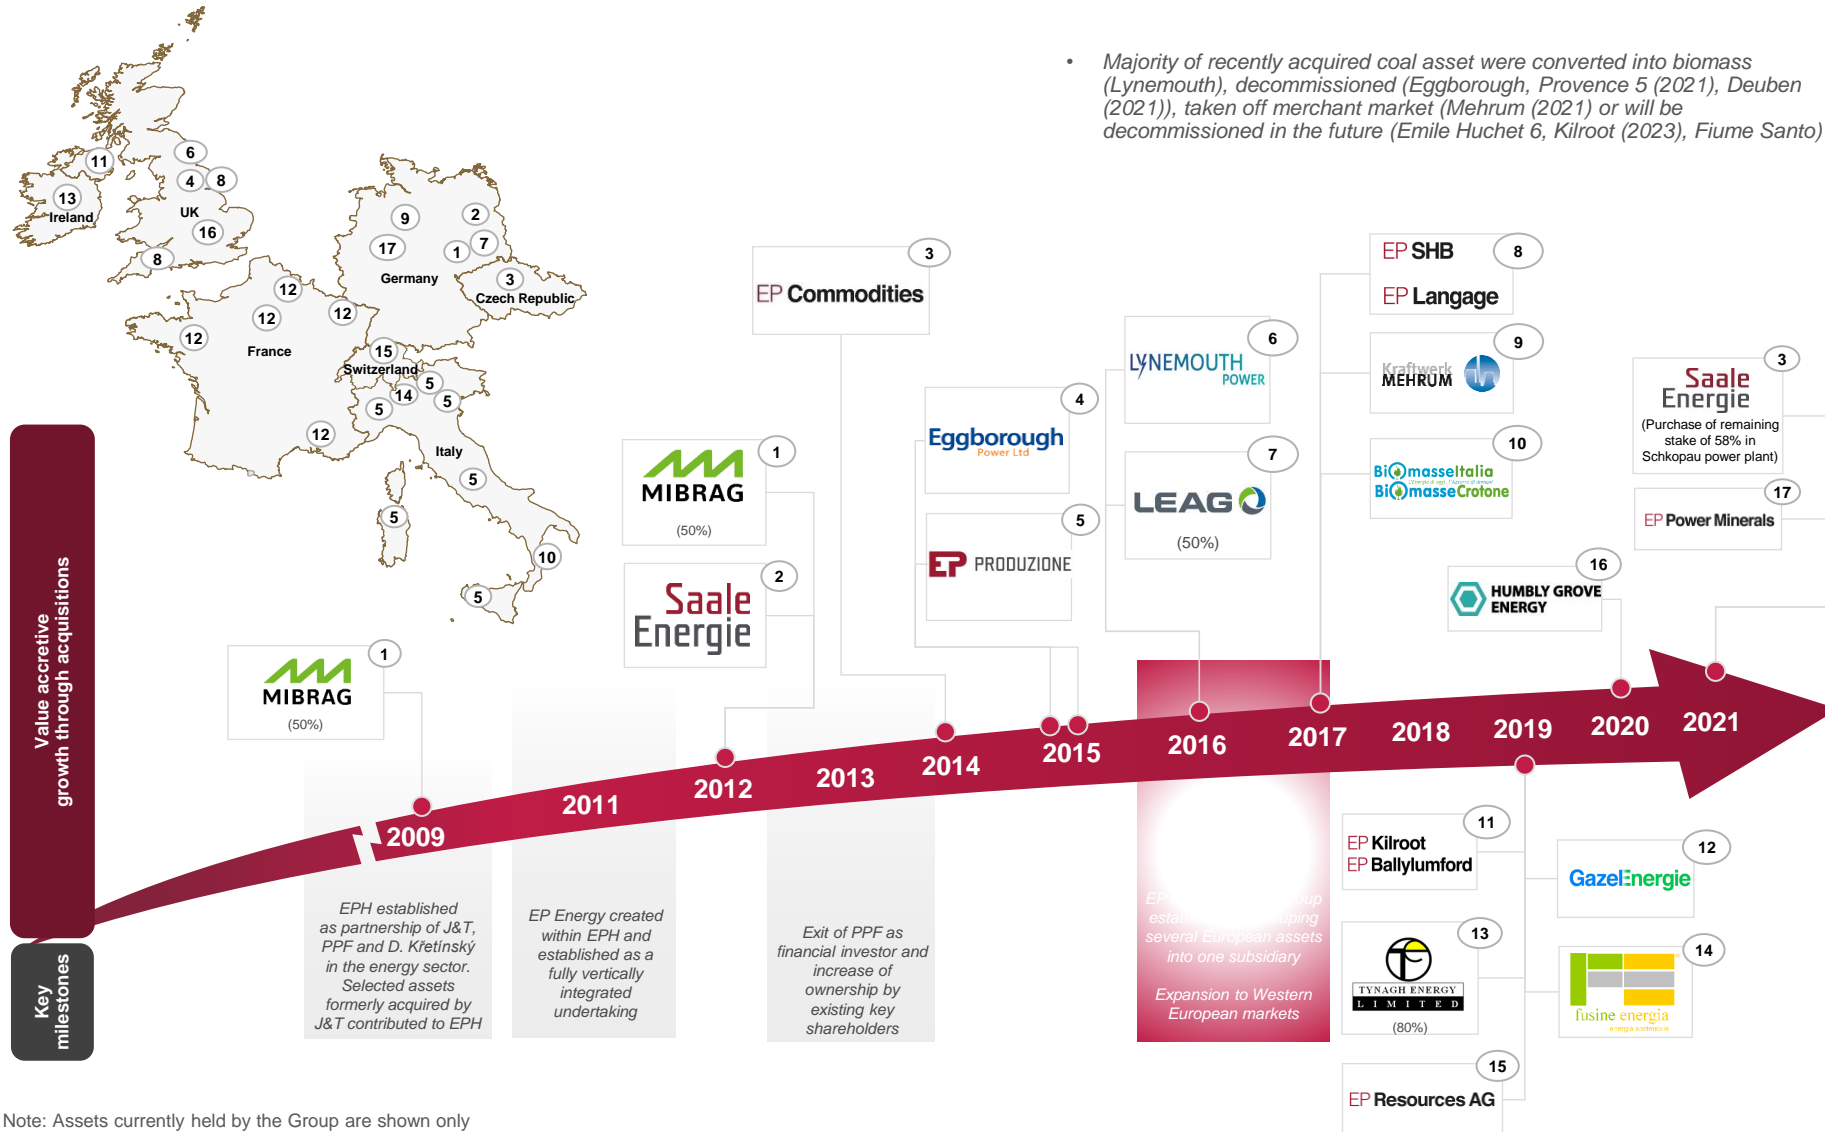 • Majority of recently acquired coal asset were converted into biomass
(Lynemouth), decommissioned (Eggborough, Provence 5 (2021), Deuben
(2021)), taken off merchant market (Mehrum (2021) or will be
decommissioned in the future (Emile Huchet 6, Kilroot (2023), Fiume Santo)
6
11
4
8
13
Ireland
UK
16
8
9
2
17
1
7
Germany
3
Czech Republic
12
12
12
12
France
15
Switzerland
5
14
5
5
12
Italy
5
5
10
5
Value accretive
growth through acquisitions
Key
milestones
1
MIBRAG
(50%)
1
MIBRAG
(50%)
2
Saale
Energie
3
EP Commodities
4
Eggborough
Power Ltd
5
EP PRODUZIONE
6
LYNEMOUTH
POWER
7
LEAG
(50%)
8
EP SHB
EP Langage
9
Kraftwerk
MEHRUM
10
BiomasseItalia
BiomasseCrotone
3
Saale
Energie
(Purchase of remaining
stake of 58% in
Schkopau power plant)
17
EP Power Minerals
16
HUMBLY GROVE
ENERGY
2009
2011
2012
2013
2014
2015
2016
2017
2018
2019
2020
2021
EPH established
as partnership of J&T,
PPF and D. Křetínský
in the energy sector.
Selected assets
formerly acquired by
J&T contributed to EPH
EP Energy created
within EPH and
established as a
fully vertically
integrated
undertaking
Exit of PPF as
financial investor and
increase of
ownership by
existing key
shareholders
EP
several European assets
into one subsidiary
Expansion to Western
European markets
11
EP Kilroot
EP Ballylumford
12
GazelEnergie
13
TYNAGH ENERGY
LIMITED
(80%)
14
fusine energia
energia sostenibile
15
EP Resources AG
Note: Assets currently held by the Group are shown only